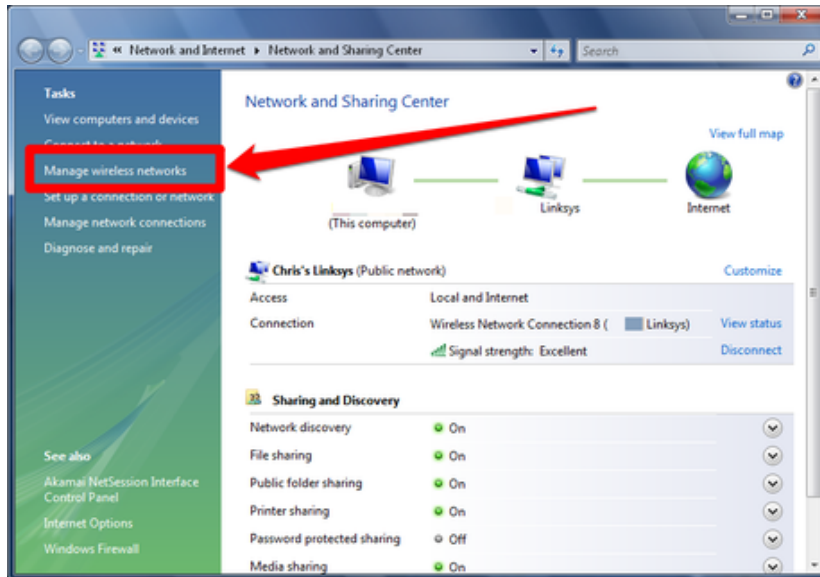 « Network and Internet ▸ Network and Sharing Center
Search
Tasks
View computers and devices
Connect to a network
Manage wireless networks
Set up a connection or network
Manage network connections
Diagnose and repair
See also
Akamai NetSession Interface
Control Panel
Internet Options
Windows Firewall
Network and Sharing Center
View full map
(This computer)
Linksys
Internet
Chris's Linksys (Public network)
Customize
Access Local and Internet
Connection Wireless Network Connection 8 ( Linksys) View status
Signal strength: Excellent Disconnect
Sharing and Discovery
Network discovery On
File sharing On
Public folder sharing On
Printer sharing On
Password protected sharing Off
Media sharing On